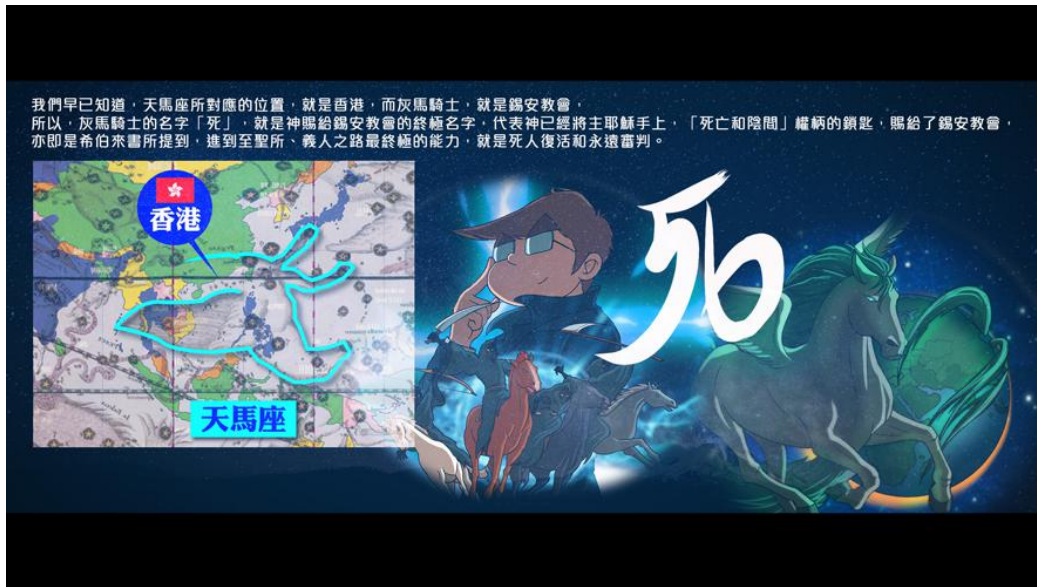 我們早已知道，天馬座所對應的位置，就是香港，而灰馬騎士，就是錫安教會，
所以，灰馬騎士的名字「死」，就是神賜給錫安教會的終極名字，代表神已經將主耶穌手上，「死亡和陰間」權柄的鎖匙，賜給了錫安教會，
亦即是希伯來書所提到，進到至聖所、義人之路最終極的能力，就是死人復活和永遠審判。
香港
天馬座
死